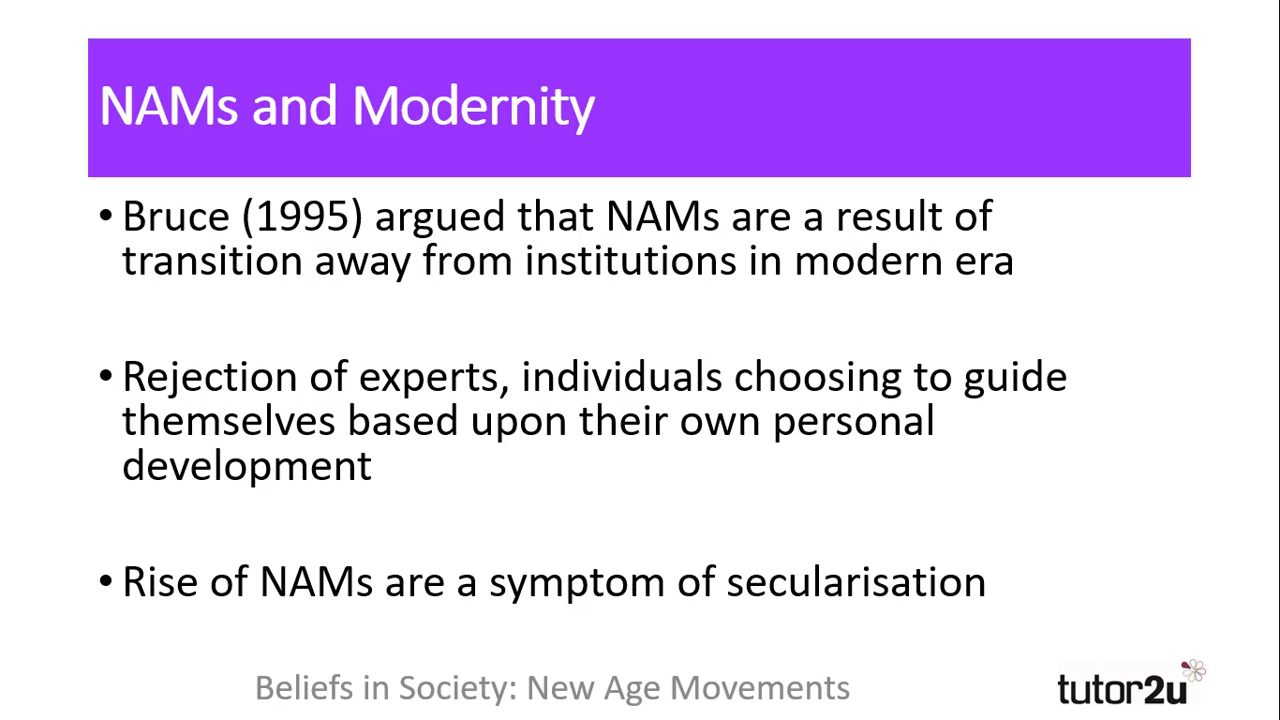 NAMs and Modernity
• Bruce (1995) argued that NAMs are a result of
transition away from institutions in modern era
• Rejection of experts, individuals choosing to guide
themselves based upon their own personal
development
• Rise of NAMs are a symptom of secularisation
Beliefs in Society: New Age Movements
tutor2u